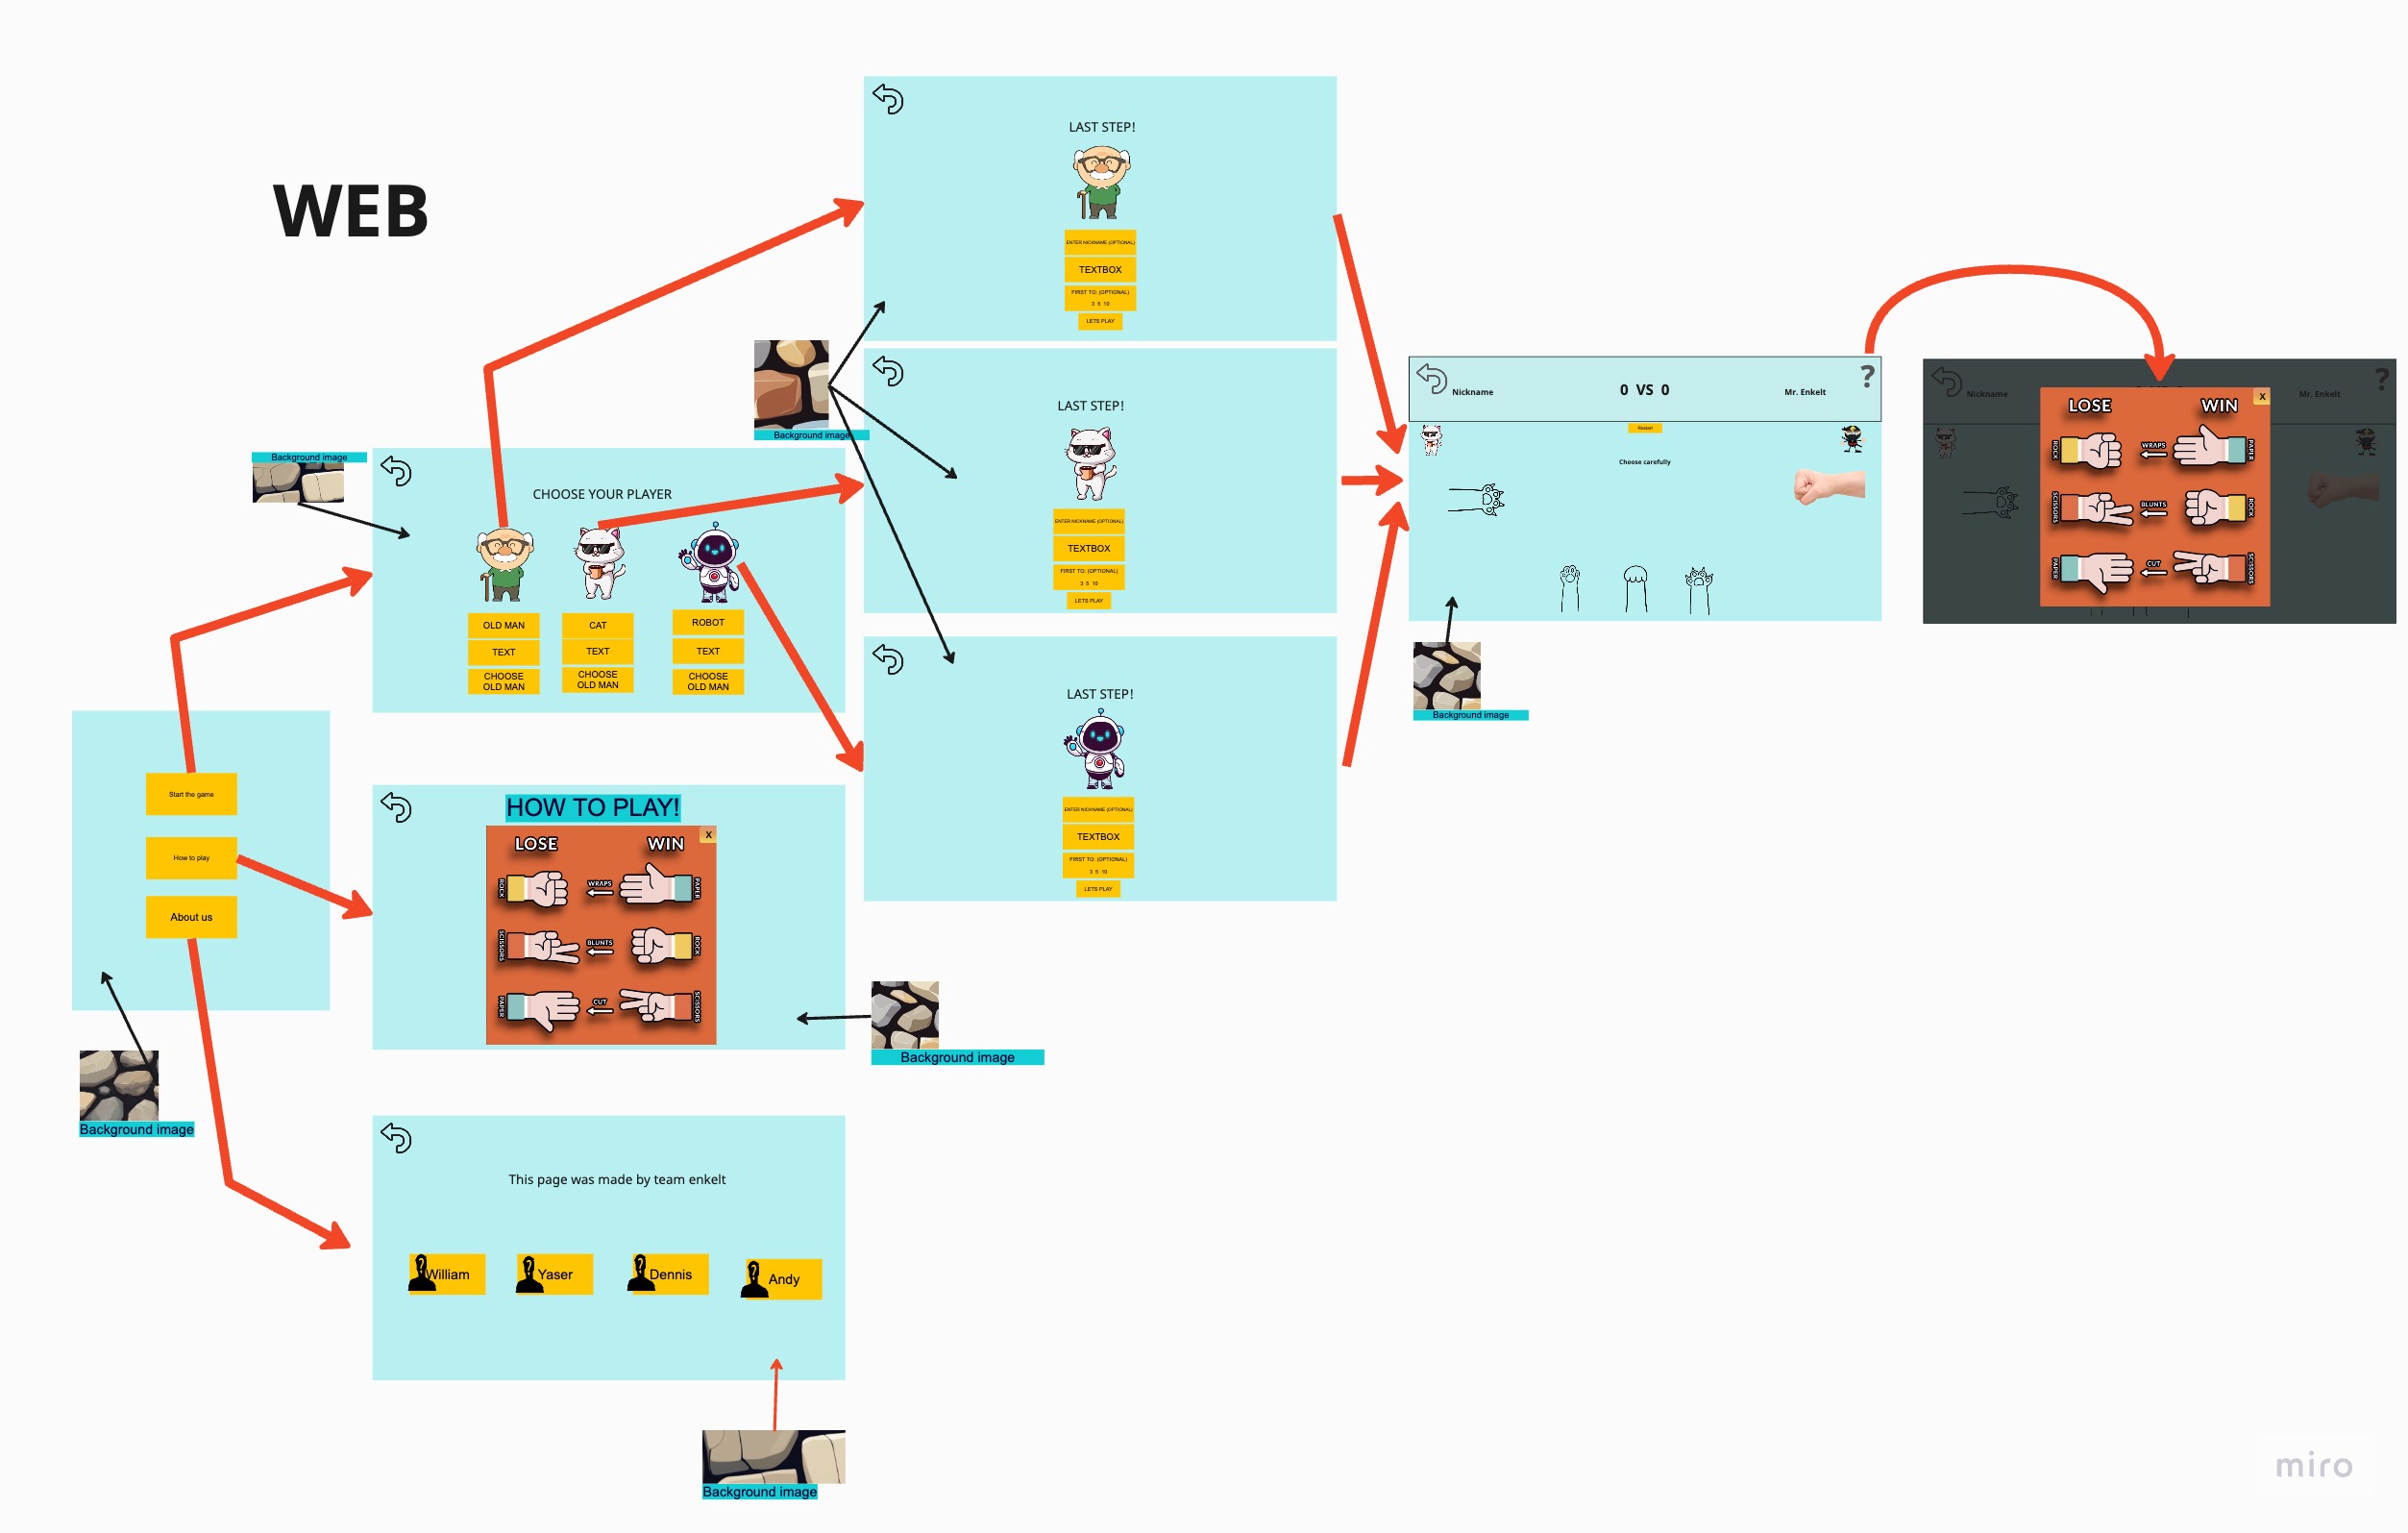 WEB
Start the game
How to play
About us
Background image
Background image
CHOOSE YOUR PLAYER
OLD MAN
TEXT
CHOOSE
OLD MAN
CAT
TEXT
CHOOSE
OLD MAN
ROBOT
TEXT
CHOOSE
OLD MAN
HOW TO PLAY!
X
LOSE WIN
ROCK WRAPS PAPER
SCISSORS BLUNTS ROCK
PAPER CUT SCISSORS
Background image
This page was made by team enkelt
William
Yaser
Dennis
Andy
Background image
Background image
LAST STEP!
ENTER NICKNAME (OPTIONAL)
TEXTBOX
FIRST TO: (OPTIONAL)
3 5 10
LETS PLAY
LAST STEP!
ENTER NICKNAME (OPTIONAL)
TEXTBOX
FIRST TO: (OPTIONAL)
3 5 10
LETS PLAY
LAST STEP!
ENTER NICKNAME (OPTIONAL)
TEXTBOX
FIRST TO: (OPTIONAL)
3 5 10
LETS PLAY
Nickname 0 VS 0 Mr. Enkelt ?
Restart
Choose carefully
Background image
Nickname Mr. Enkelt ?
X
LOSE WIN
ROCK WRAPS PAPER
SCISSORS BLUNTS ROCK
PAPER CUT SCISSORS
miro